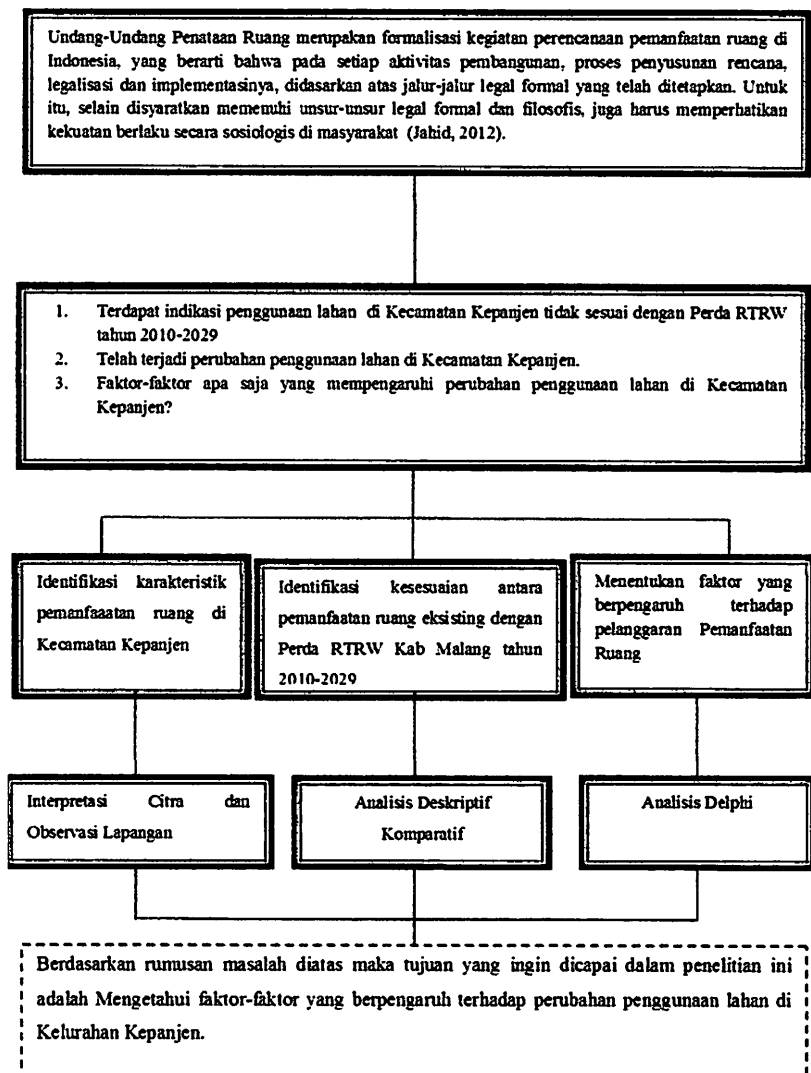 Undang-Undang Penataan Ruang merupakan formalisasi kegiatan perencanaan pemanfaatan ruang di
Indonesia, yang berarti bahwa pada setiap aktivitas pembangunan, proses penyusunan rencana,
legalisasi dan implementasinya, didasarkan atas jalur-jalur legal formal yang telah ditetapkan. Untuk
itu, selain disyaratkan memenuhi unsur-unsur legal formal dan filosofis, juga harus memperhatikan
kekuatan berlaku secara sosiologis di masyarakat (Jahid, 2012).
1. Terdapat indikasi penggunaan lahan di Kecamatan Kepanjen tidak sesuai dengan Perda RTRW
tahun 2010-2029
2. Telah terjadi perubahan penggunaan lahan di Kecamatan Kepanjen.
3. Faktor-faktor apa saja yang mempengaruhi perubahan penggunaan lahan di Kecamatan
Kepanjen?
Identifikasi karakteristik
pemanfaaatan ruang di
Kecamatan Kepanjen
Identifikasi kesesuaian antara
pemanfaatan ruang eksisting dengan
Perda RTRW Kab Malang tahun
2010-2029
Menentukan faktor yang
berpengaruh terhadap
pelanggaran Pemanfaatan
Ruang
Interpretasi Citra dan
Observasi Lapangan
Analisis Deskriptif
Komparatif
Analisis Delphi
Berdasarkan rumusan masalah diatas maka tujuan yang ingin dicapai dalam penelitian ini
adalah Mengetahui faktor-faktor yang berpengaruh terhadap perubahan penggunaan lahan di
Kelurahan Kepanjen.